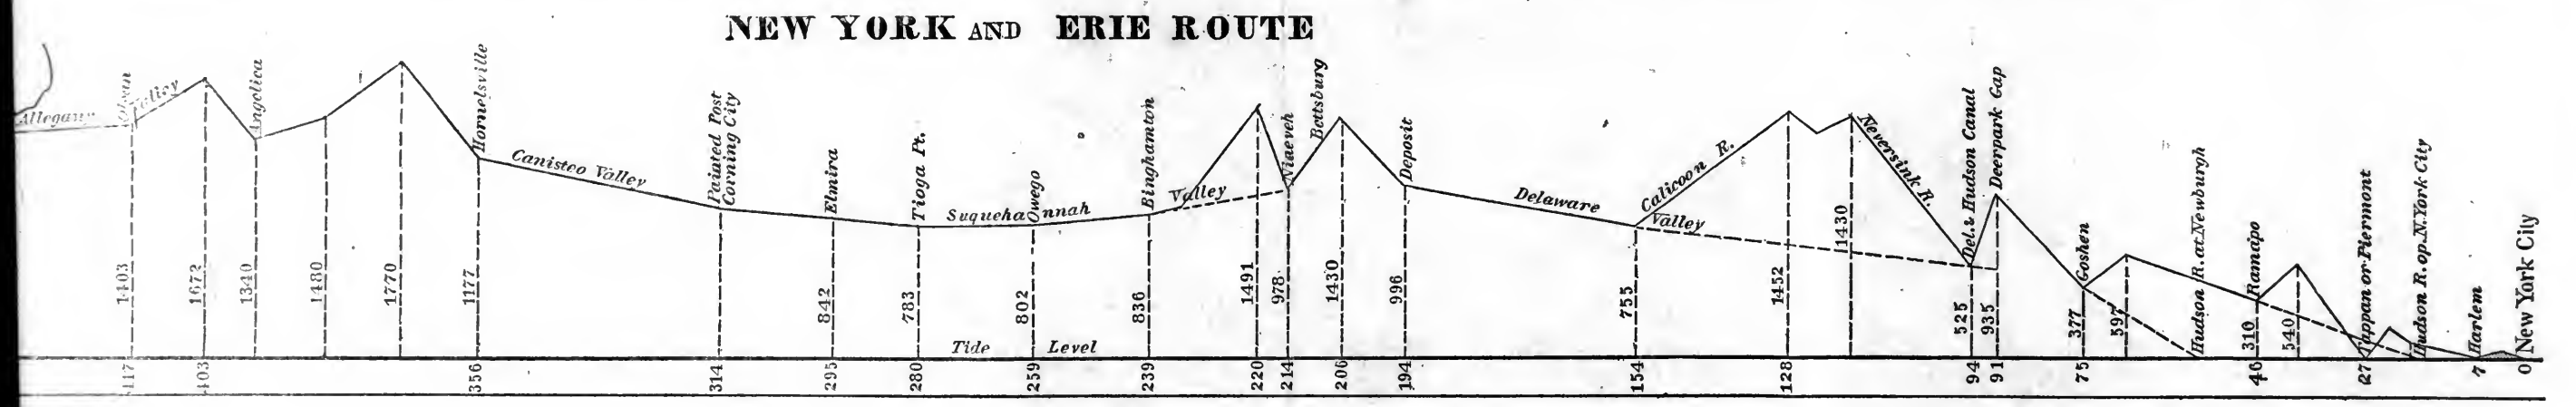 NEW YORK AND ERIE ROUTE
Allegany Valley
Olean
Angelica
Hornelsville
Canisteo Valley
Painted Post
Corning City
Elmira
Tioga Pt.
Suqueha nnah
Owego
Binghamton
Valley
Nineveh
Bettsburg
Deposit
Delaware
Valley
Calicoon R.
Neversink R.
Del. & Hudson Canal
Deerpark Gap
Goshen
Hudson R. at Newburgh
Ramapo
Tappan or Piermont
Hudson R. op. N. York City
Harlem
New York City
1403
1672
1340
1480
1770
1177
842
783
802
836
1491
978
1430
996
755
1452
1430
525
935
377
597
310
540
Tide Level
417
403
356
314
295
280
259
239
220
214
206
194
154
128
94
91
75
46
27
7
0